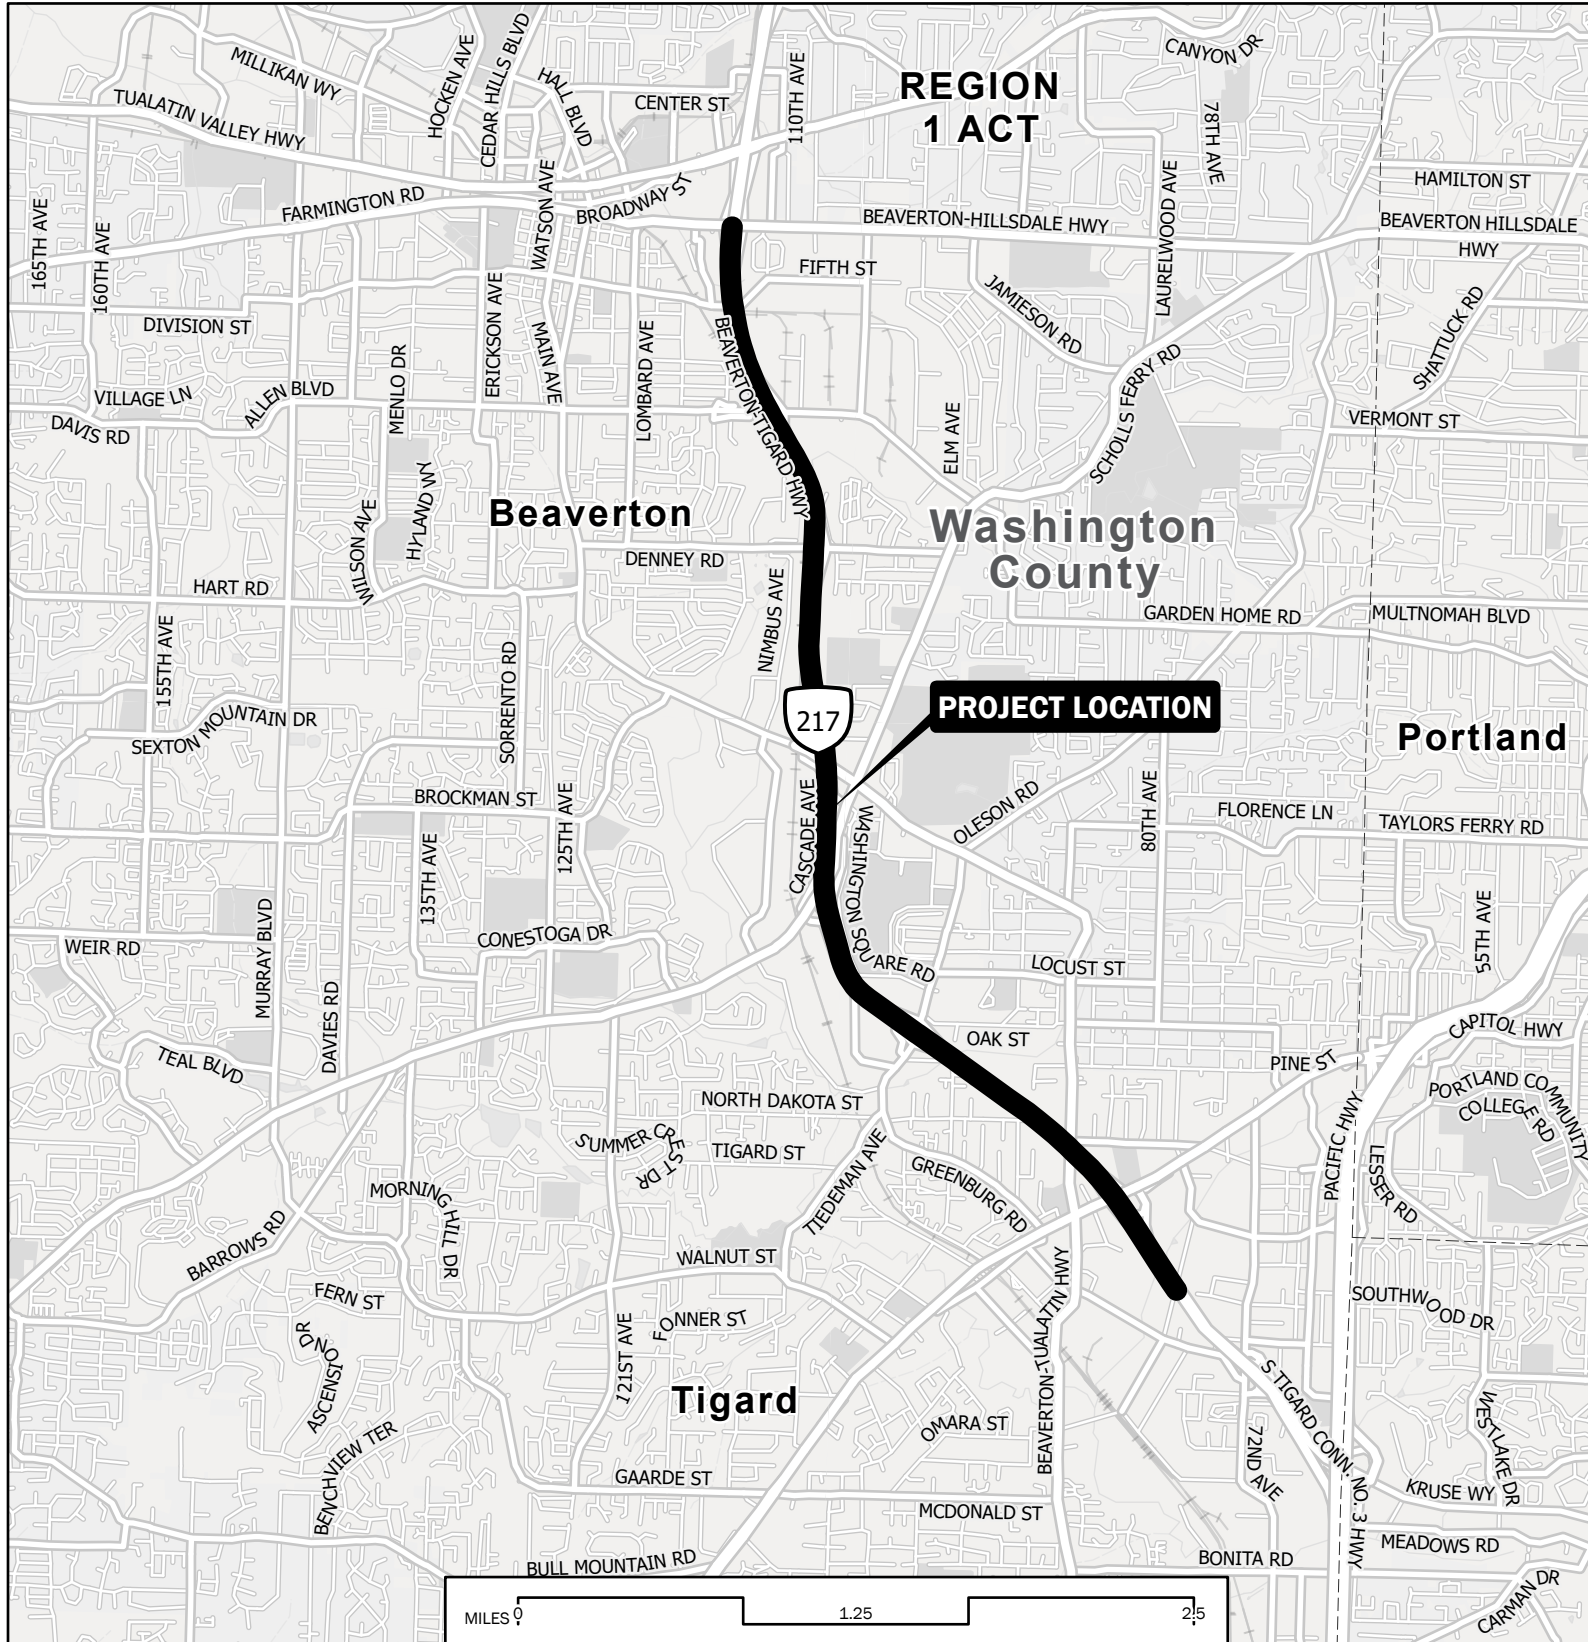 CANYON DR
MILLIKAN WY
HOCKEN AVE
CEDAR HILLS BLVD
HALL BLVD
CENTER ST
110TH AVE
REGION
1 ACT
78TH AVE
TUALATIN VALLEY HWY
WATSON AVE
BROADWAY ST
LAURELWOOD AVE
HAMILTON ST
165TH AVE
160TH AVE
FARMINGTON RD
BEAVERTON-HILLSDALE HWY
BEAVERTON HILLSDALE
HWY
FIFTH ST
JAMIESON RD
SHATTUCK RD
DIVISION ST
ERICKSON AVE
MAIN AVE
LOMBARD AVE
BEAVERTON-TIGARD HWY
MENLO DR
VILLAGE LN
ALLEN BLVD
DAVIS RD
ELM AVE
SCHOLLS FERRY RD
VERMONT ST
WILSON AVE
HYLAND WY
Beaverton
Washington
County
DENNEY RD
HART RD
NIMBUS AVE
GARDEN HOME RD
MULTNOMAH BLVD
155TH AVE
SORRENTO RD
SEXTON MOUNTAIN DR
217
PROJECT LOCATION
Portland
BROCKMAN ST
125TH AVE
135TH AVE
CASCADE AVE
WASHINGTON SQUARE RD
OLESON RD
80TH AVE
FLORENCE LN
TAYLORS FERRY RD
55TH AVE
WEIR RD
MURRAY BLVD
CONESTOGA DR
LOCUST ST
DAVIES RD
OAK ST
CAPITOL HWY
PINE ST
TEAL BLVD
NORTH DAKOTA ST
PORTLAND COMMUNITY
COLLEGE RD
SUMMER CREST DR
TIGARD ST
TIEDEMAN AVE
GREENBURG RD
PACIFIC HWY
LESSER RD
MORNING HILL DR
BARROWS RD
WALNUT ST
FERN ST
FONNER ST
121ST AVE
BEAVERTON-TUALATIN HWY
SOUTHWOOD DR
ASCENSION DR
Tigard
S TIGARD CONN. NO. 3 HWY
WESTLAKE DR
BENCHVIEW TER
OMARA ST
72ND AVE
GAARDE ST
MCDONALD ST
KRUSE WY
MEADOWS RD
BULL MOUNTAIN RD
BONITA RD
CARMAN DR
MILES 0 1.25 2.5